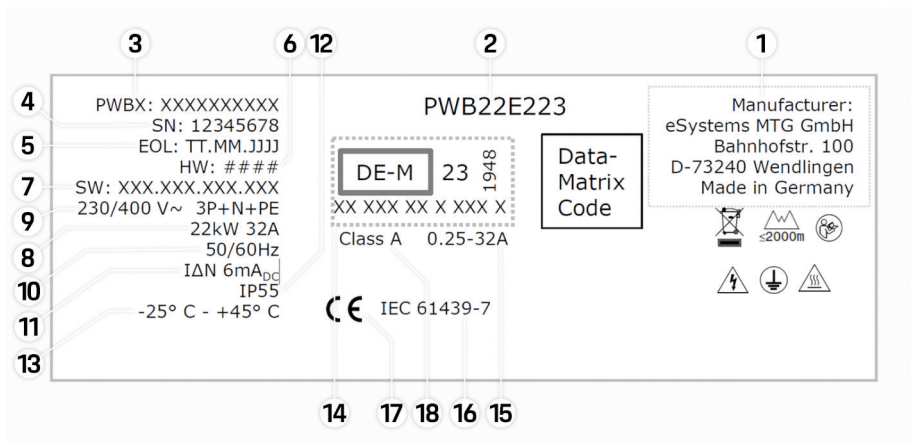 3
6
12
2
1
4
5
7
9
8
10
11
13
PWBX: XXXXXXXXXX
SN: 12345678
EOL: TT.MM.JJJJ
HW: ####
SW: XXX.XXX.XXX.XXX
230/400 V~ 3P+N+PE
22kW 32A
50/60Hz
IΔN 6mADC
IP55
-25° C - +45° C
PWB22E223
DE-M 23 1948
XX XXX XX X XXX X
Class A 0.25-32A
CE IEC 61439-7
Data-
Matrix
Code
Manufacturer:
eSystems MTG GmbH
Bahnhofstr. 100
D-73240 Wendlingen
Made in Germany
≤2000m
14
17
18
16
15